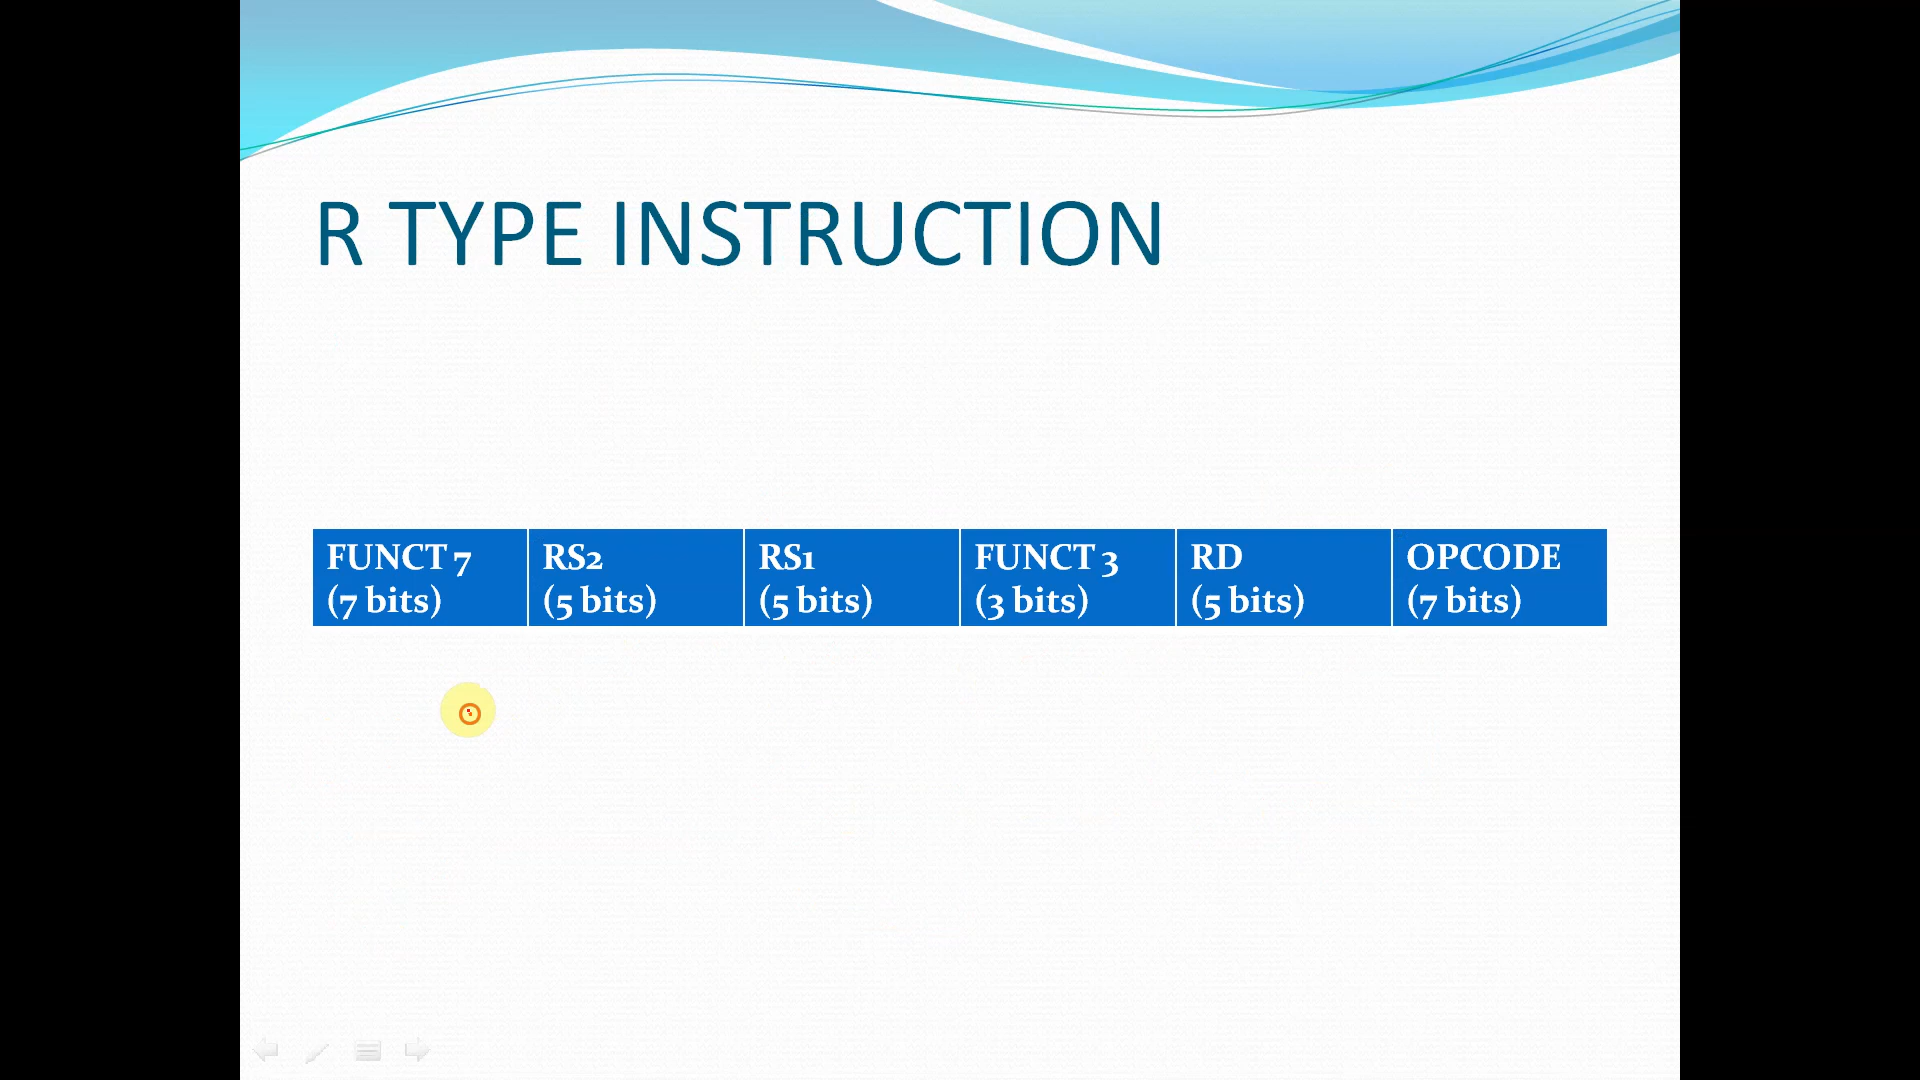 R TYPE INSTRUCTION
FUNCT 7 RS2 RS1 FUNCT 3 RD OPCODE
(7 bits) (5 bits) (5 bits) (3 bits) (5 bits) (7 bits)